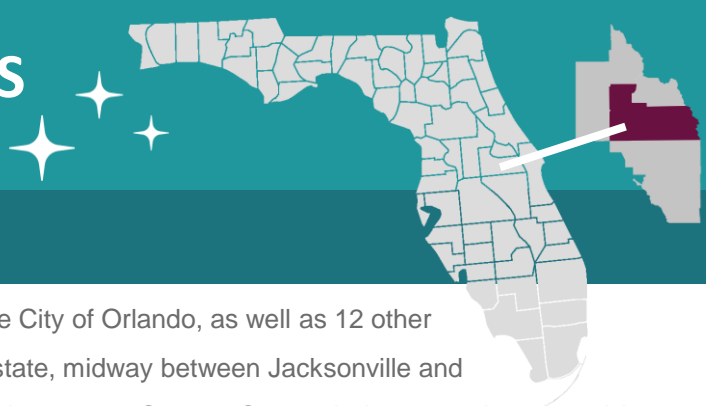 S
e City of Orlando, as well as 12 other
state, midway between Jacksonville and